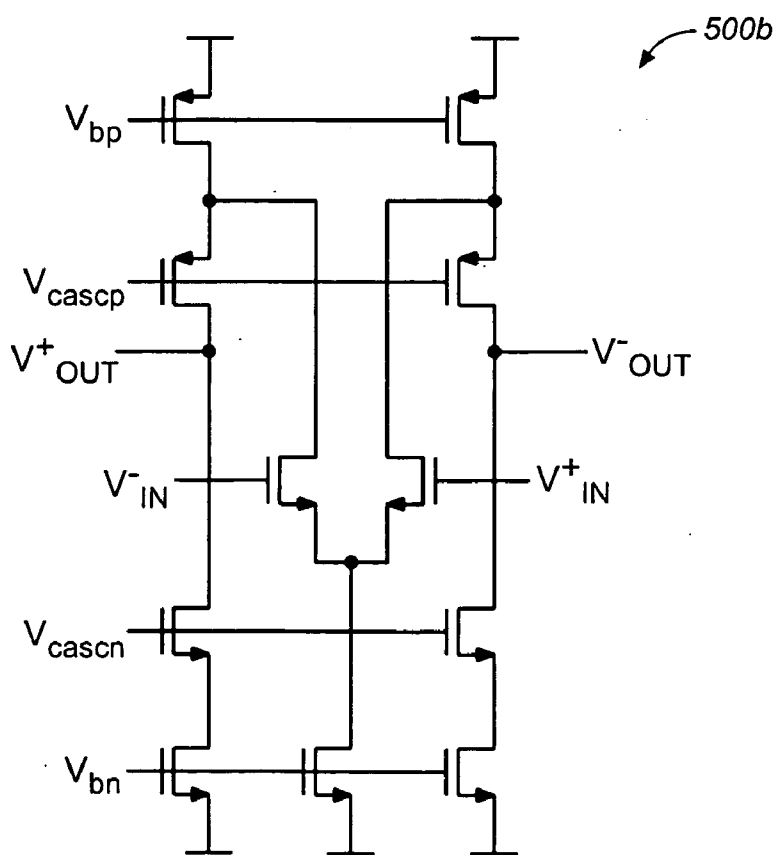 500b
Vbp
Vcascp
V+OUT
V-OUT
V-IN
V+IN
Vcascn
Vbn